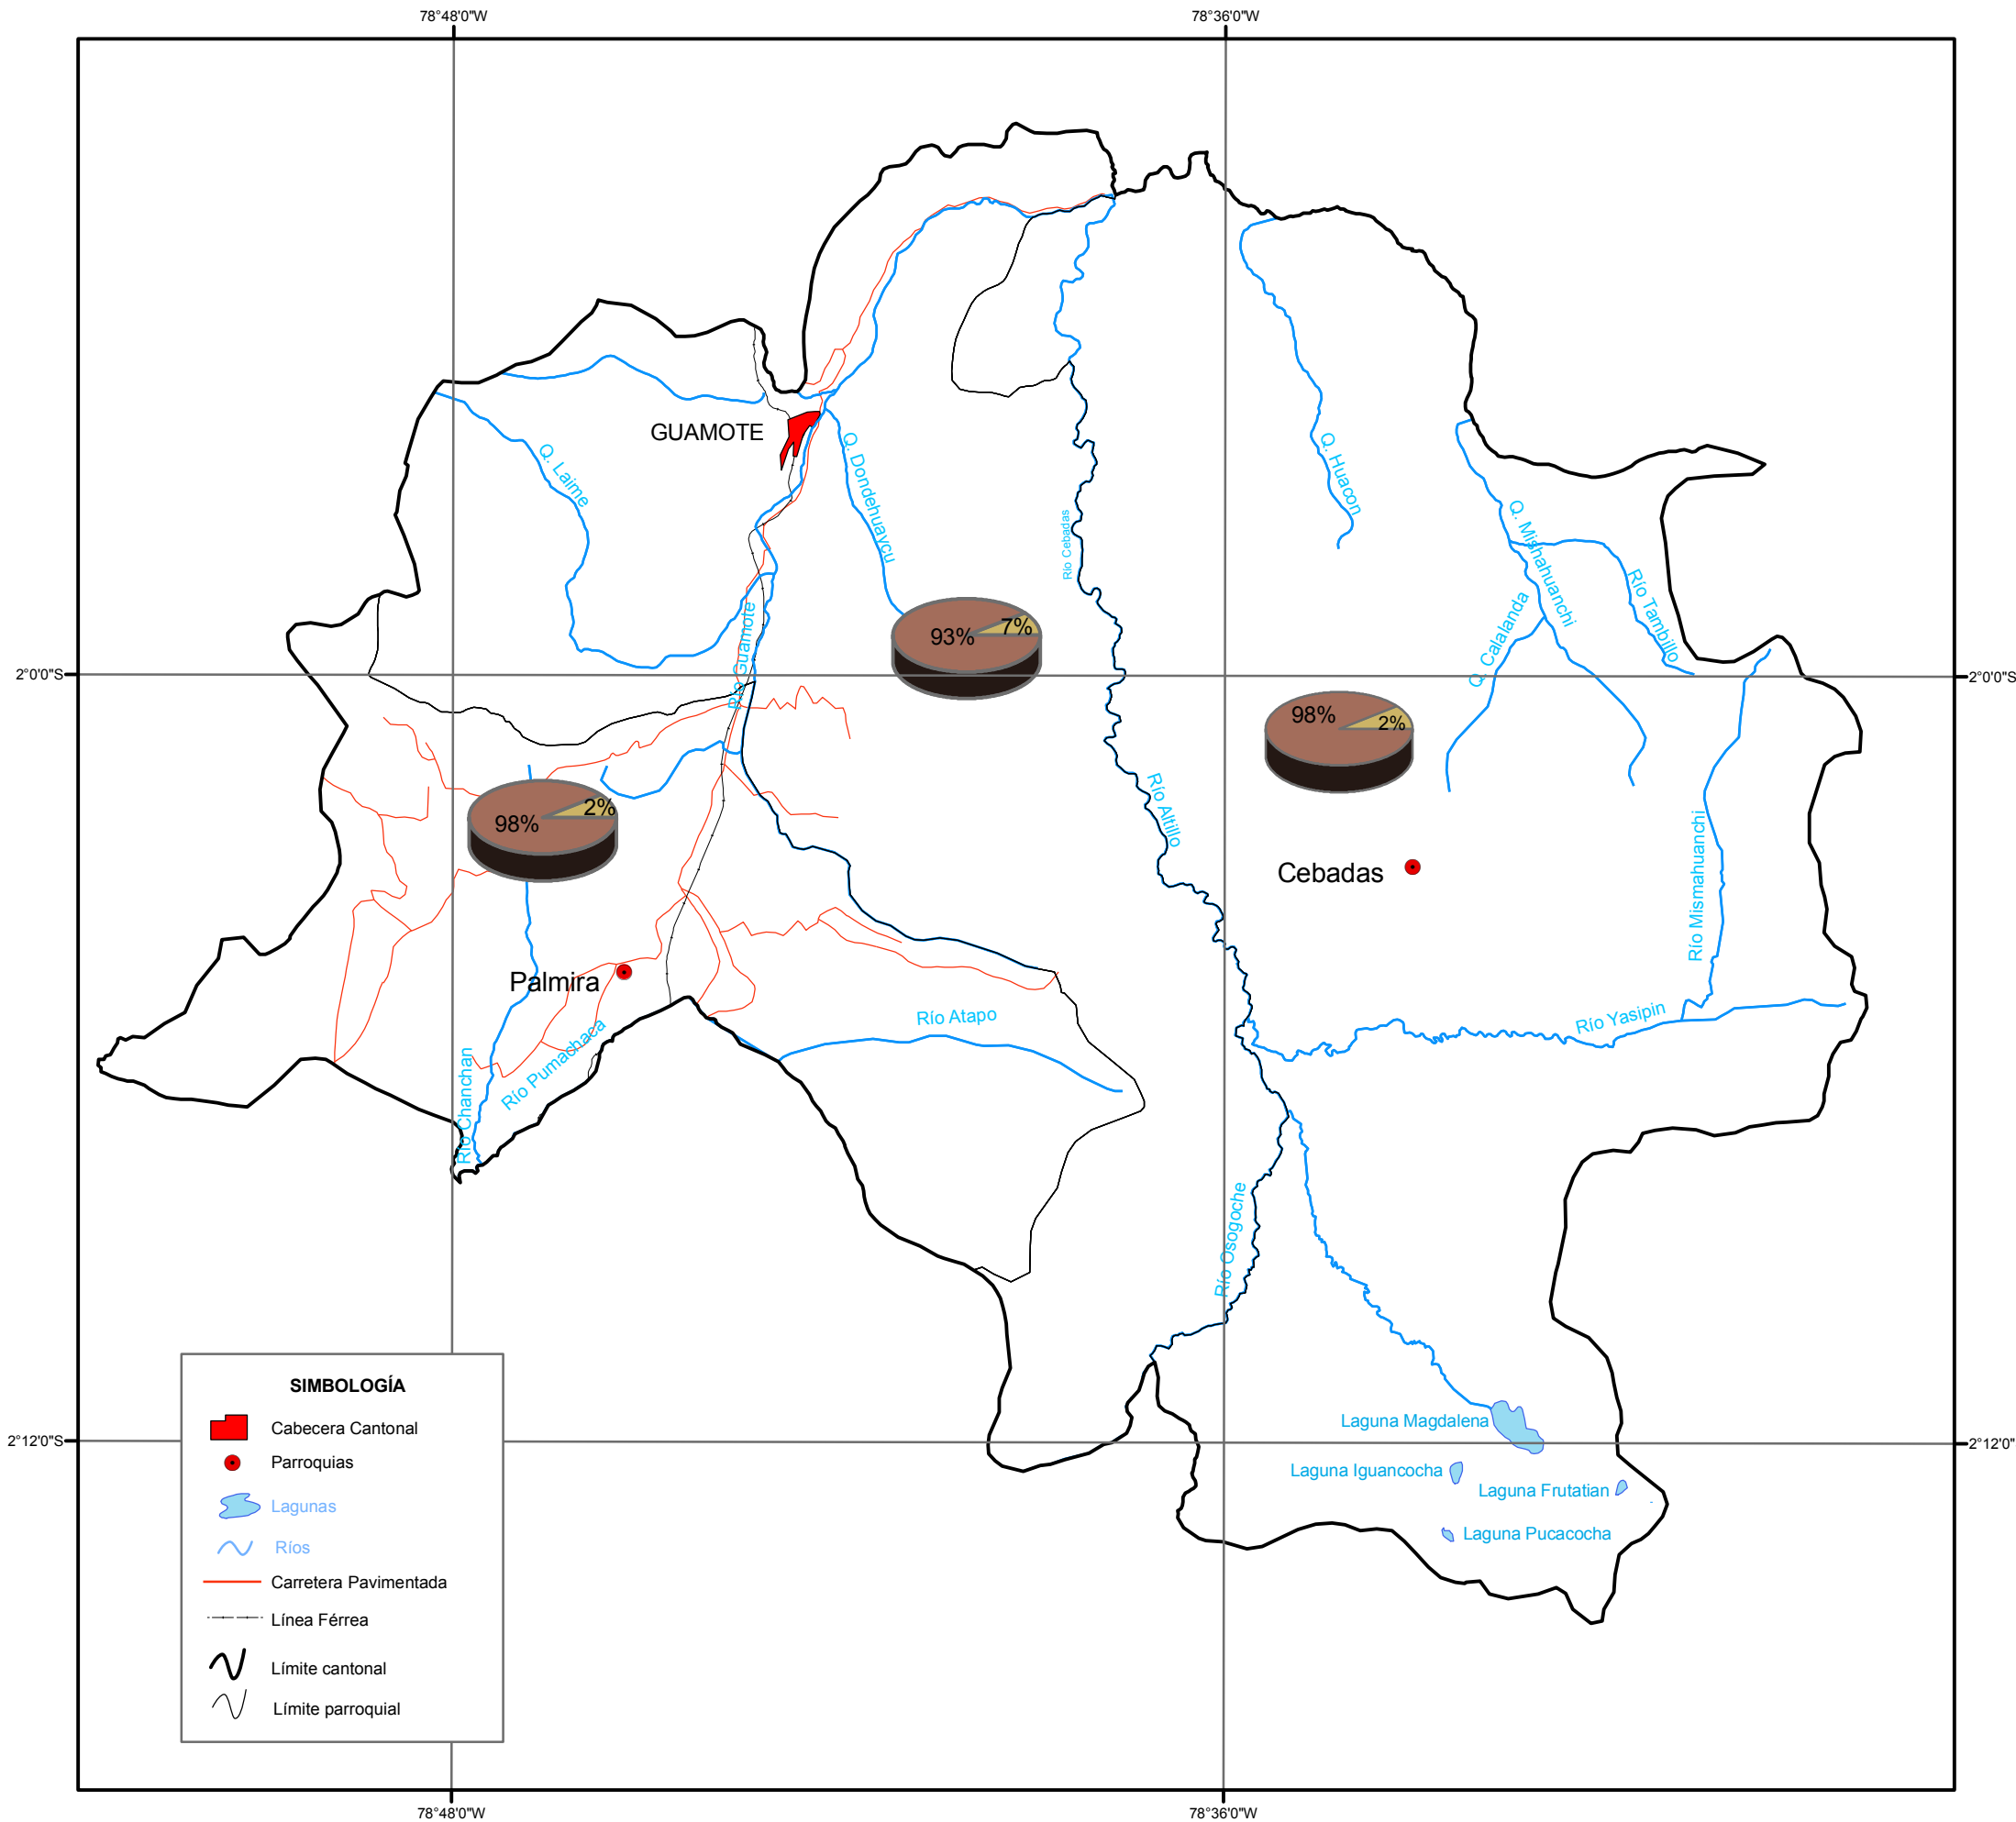 78°48'0"W
78°36'0"W
GUAMOTE
Q. Laime
Q. Dondehuaycu
Río Cebadas
Q. Huacon
Q. Mishahuanchi
Río Tambillo
Q. Calalanda
Río Guamote
93%
7%
2°0'0"S
2°0'0"S
98%
2%
98%
2%
Río Altillo
Cebadas
Río Mismahuanchi
Palmira
Río Atapo
Río Yasipin
Río Pumachaca
Río Chanchan
Río Osogoche
SIMBOLOGÍA
Cabecera Cantonal
Parroquias
Lagunas
Ríos
Carretera Pavimentada
Línea Férrea
Límite cantonal
Límite parroquial
Laguna Magdalena
2°12'0"S
2°12'0"
Laguna Iguancocha
Laguna Frutatian
Laguna Pucacocha
78°48'0"W
78°36'0"W